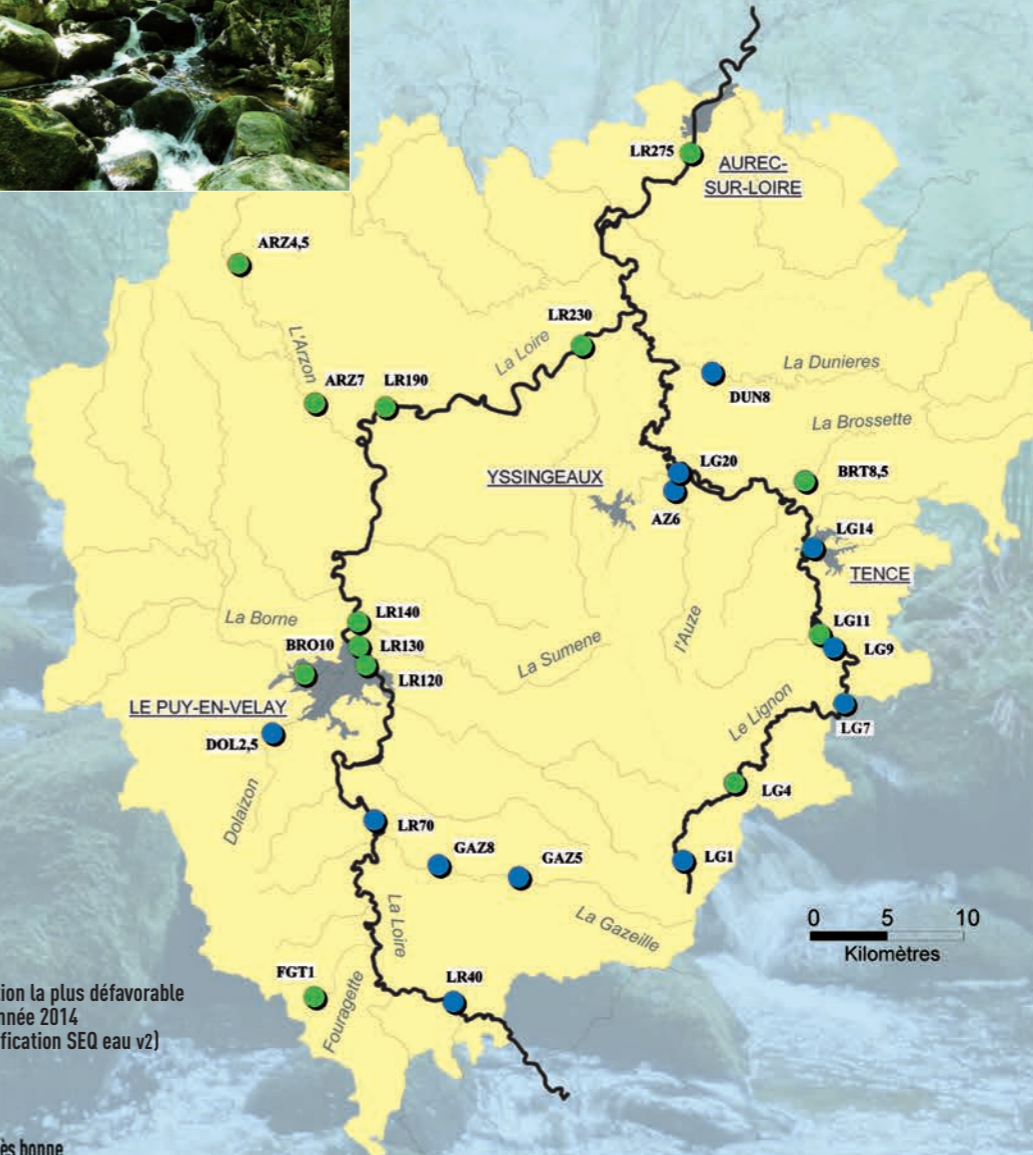 LR275
AUREC-
SUR-LOIRE
ARZ4,5
LR230
La Loire
L'Arzon
ARZ7
LR190
La Dunieres
DUN8
La Brossette
LG20
YSSINGEAUX
BRT8,5
AZ6
LG14
TENCE
LR140
La Borne
LG11
BRO10
LR130
LG9
l'Auze
La Sumene
LR120
LE PUY-EN-VELAY
LG7
Le Lignon
DOL2,5
LG4
Dolaizon
LR70
GAZ8
GAZ5
LG1
La Loire
La Gazeille
0 5 10
Kilomètres
FGT1
LR40
Fouragette
tion la plus défavorable
nnée 2014
ification SEQ eau v2)
ès bonne